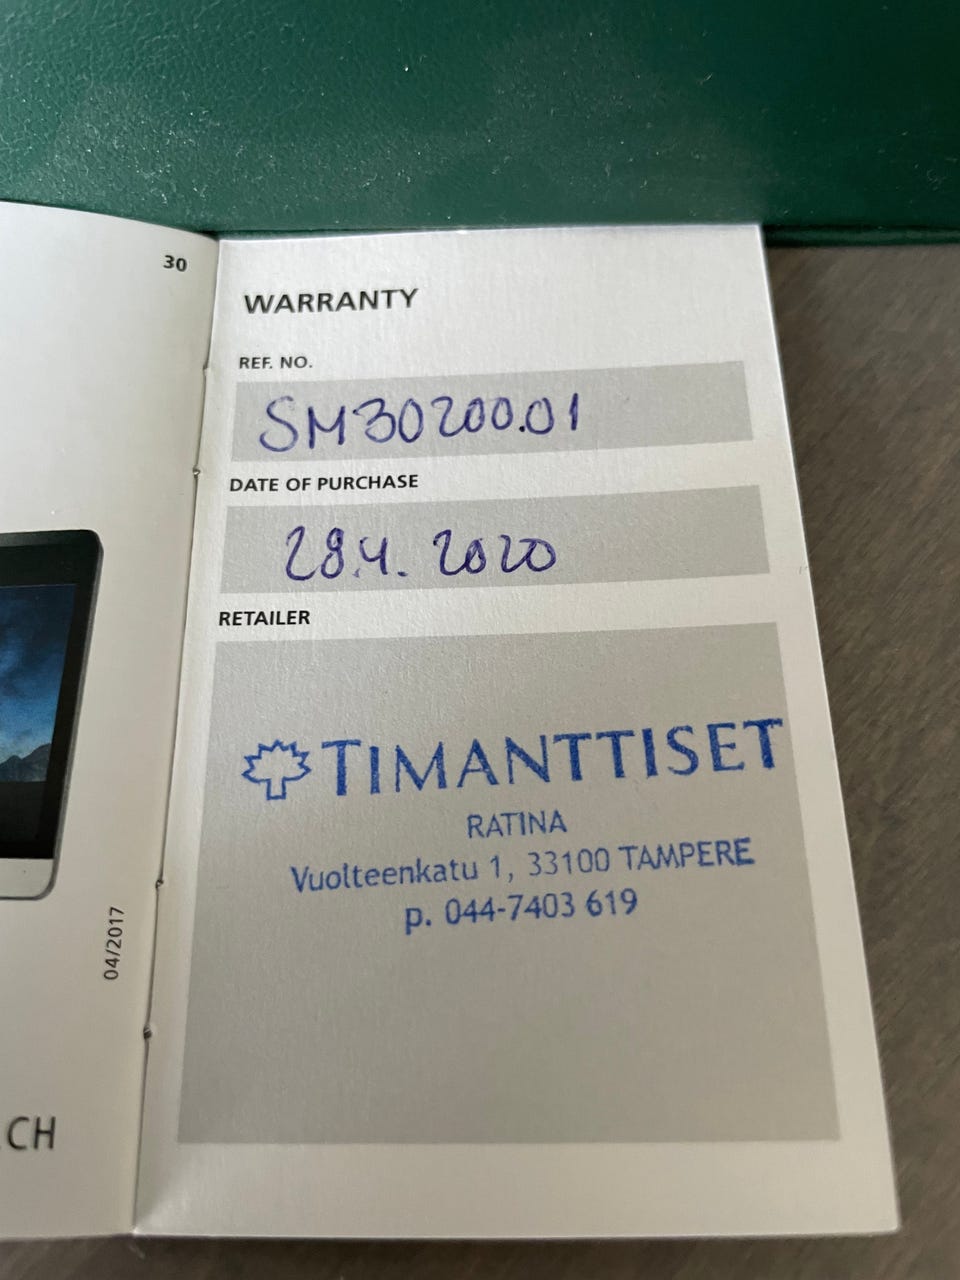 30
04/2017
.CH
WARRANTY
REF. NO.
SM30200.01
DATE OF PURCHASE
28.4. 2020
RETAILER
TIMANTTISET
RATINA
Vuolteenkatu 1, 33100 TAMPERE
p. 044-7403 619